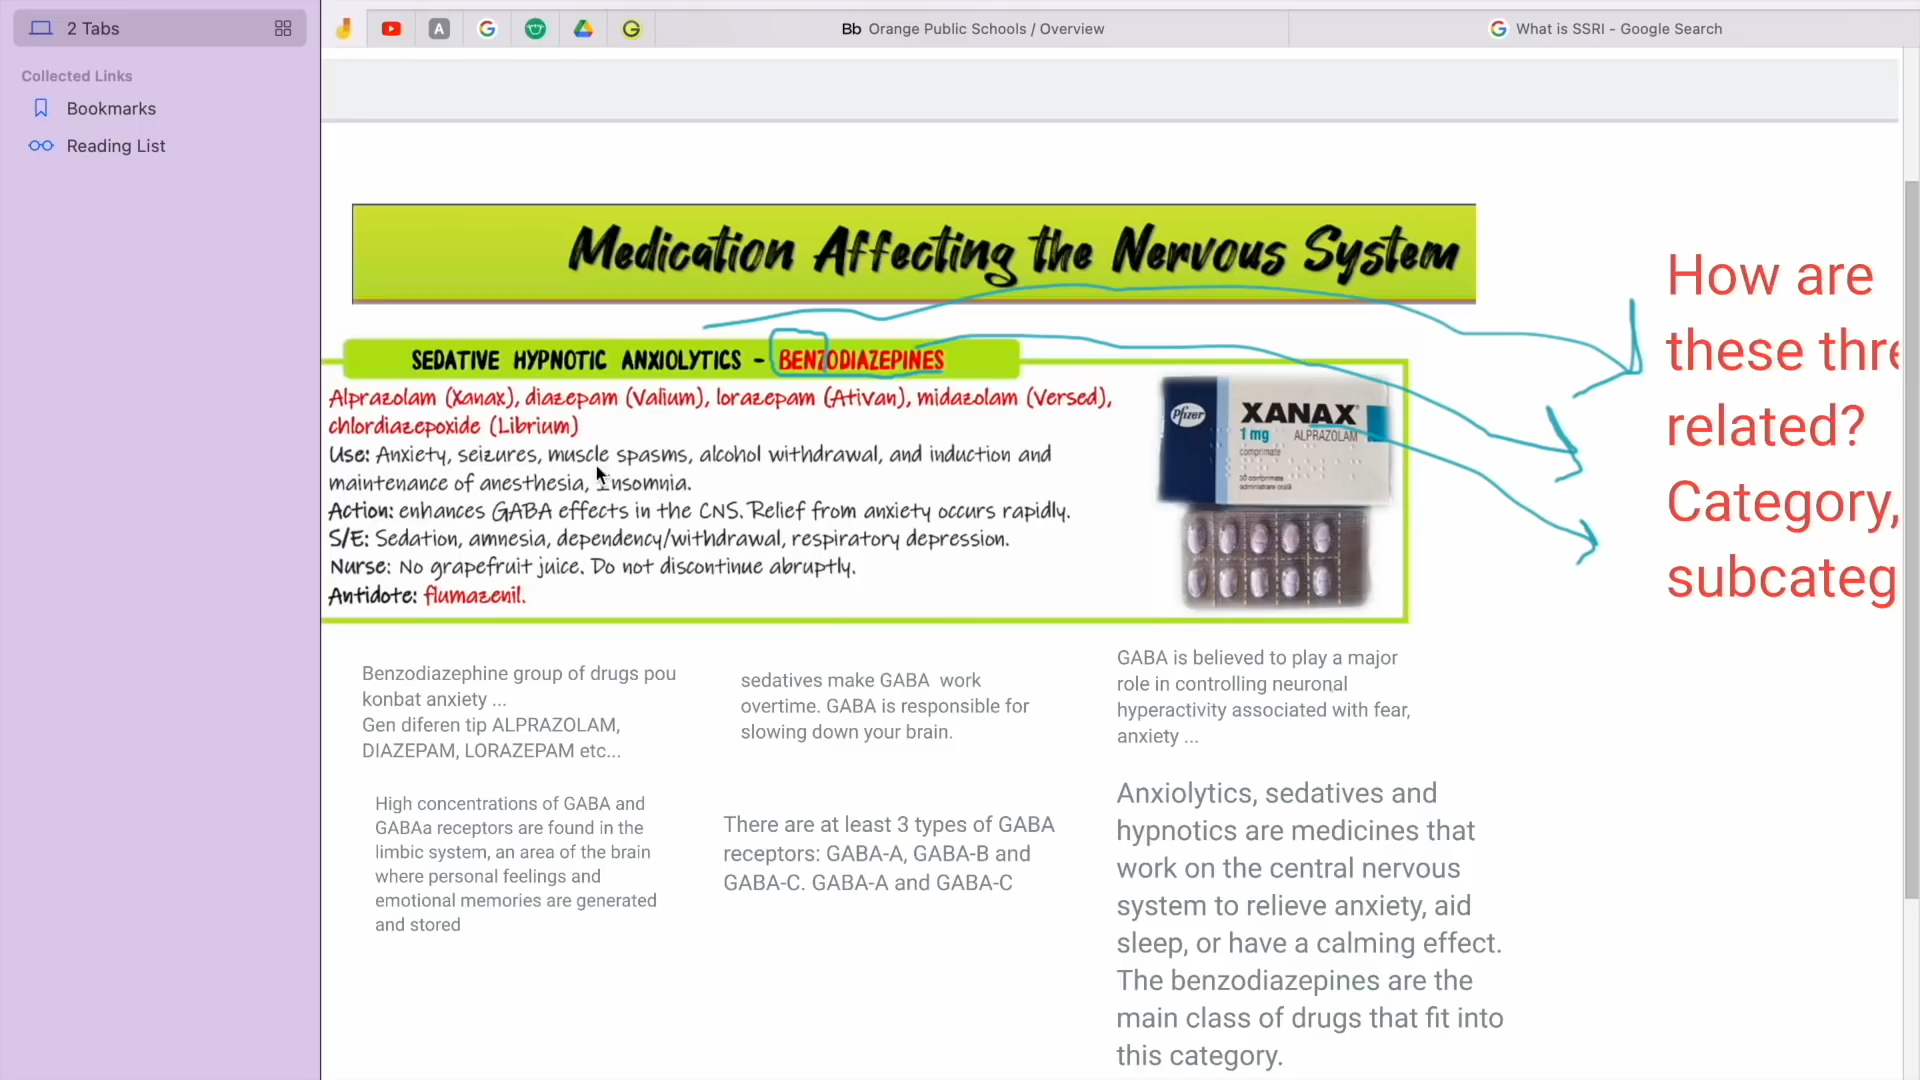 2 Tabs
Collected Links
Bookmarks
Reading List
A
G
Bb Orange Public Schools / Overview
What is SSRI - Google Search
Medication Affecting the Nervous System
SEDATIVE HYPNOTIC ANXIOLYTICS - BENZODIAZEPINES
Alprazolam (Xanax), diazepam (Valium), lorazepam (Ativan), midazolam (Versed),
chlordiazepoxide (Librium)
Use: Anxiety, seizures, muscle spasms, alcohol withdrawal, and induction and
maintenance of anesthesia, Insomnia.
Action: enhances GABA effects in the CNS. Relief from anxiety occurs rapidly.
S/E: Sedation, amnesia, dependency/withdrawal, respiratory depression.
Nurse: No grapefruit juice. Do not discontinue abruptly.
Antidote: flumazenil.
Pfizer
XANAX
1 mg ALPRAZOLAM
comprimate
30 comprimate
administrare orală
How are
these thre
related?
Category,
subcateg
Benzodiazephine group of drugs pou
konbat anxiety ...
Gen diferen tip ALPRAZOLAM,
DIAZEPAM, LORAZEPAM etc...
sedatives make GABA work
overtime. GABA is responsible for
slowing down your brain.
GABA is believed to play a major
role in controlling neuronal
hyperactivity associated with fear,
anxiety ...
High concentrations of GABA and
GABAa receptors are found in the
limbic system, an area of the brain
where personal feelings and
emotional memories are generated
and stored
There are at least 3 types of GABA
receptors: GABA-A, GABA-B and
GABA-C. GABA-A and GABA-C
Anxiolytics, sedatives and
hypnotics are medicines that
work on the central nervous
system to relieve anxiety, aid
sleep, or have a calming effect.
The benzodiazepines are the
main class of drugs that fit into
this category.